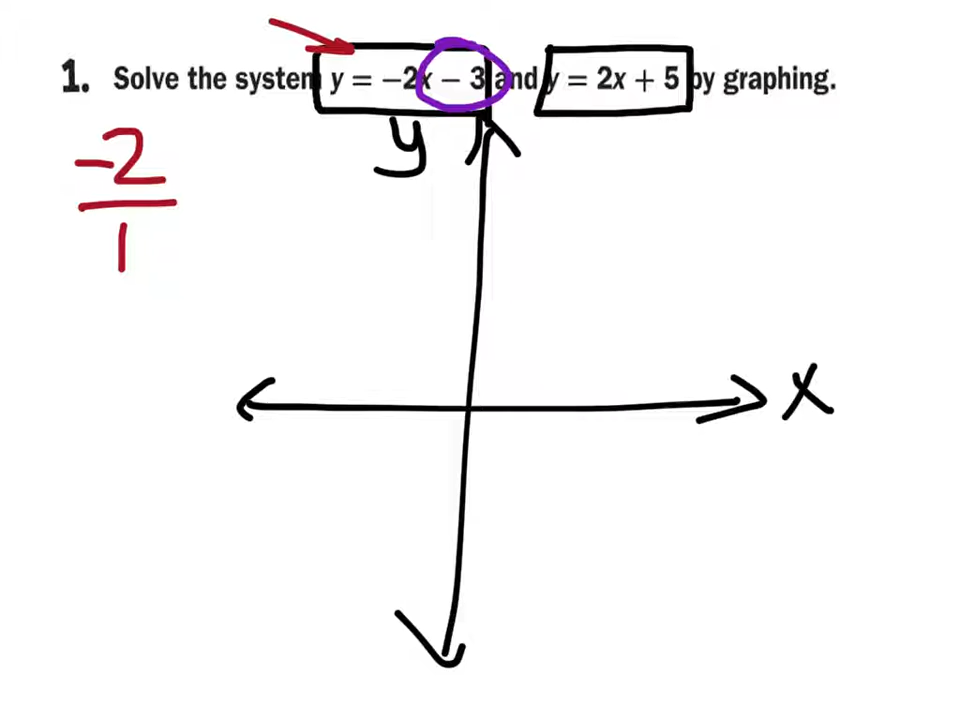 1. Solve the system y = −2x − 3 and y = 2x + 5 by graphing.
−2
1
y
x